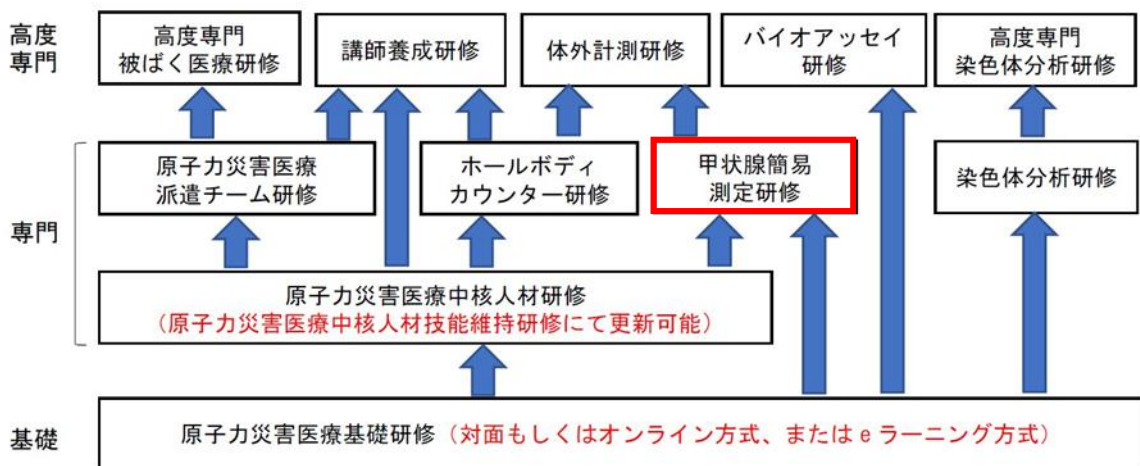 高度
専門
高度専門
被ばく医療研修
講師養成研修
体外計測研修
バイオアッセイ
研修
高度専門
染色体分析研修
専門
原子力災害医療
派遣チーム研修
ホールボディ
カウンター研修
甲状腺簡易
測定研修
染色体分析研修
原子力災害医療中核人材研修
（原子力災害医療中核人材技能維持研修にて更新可能）
基礎
原子力災害医療基礎研修（対面もしくはオンライン方式、またはｅラーニング方式）